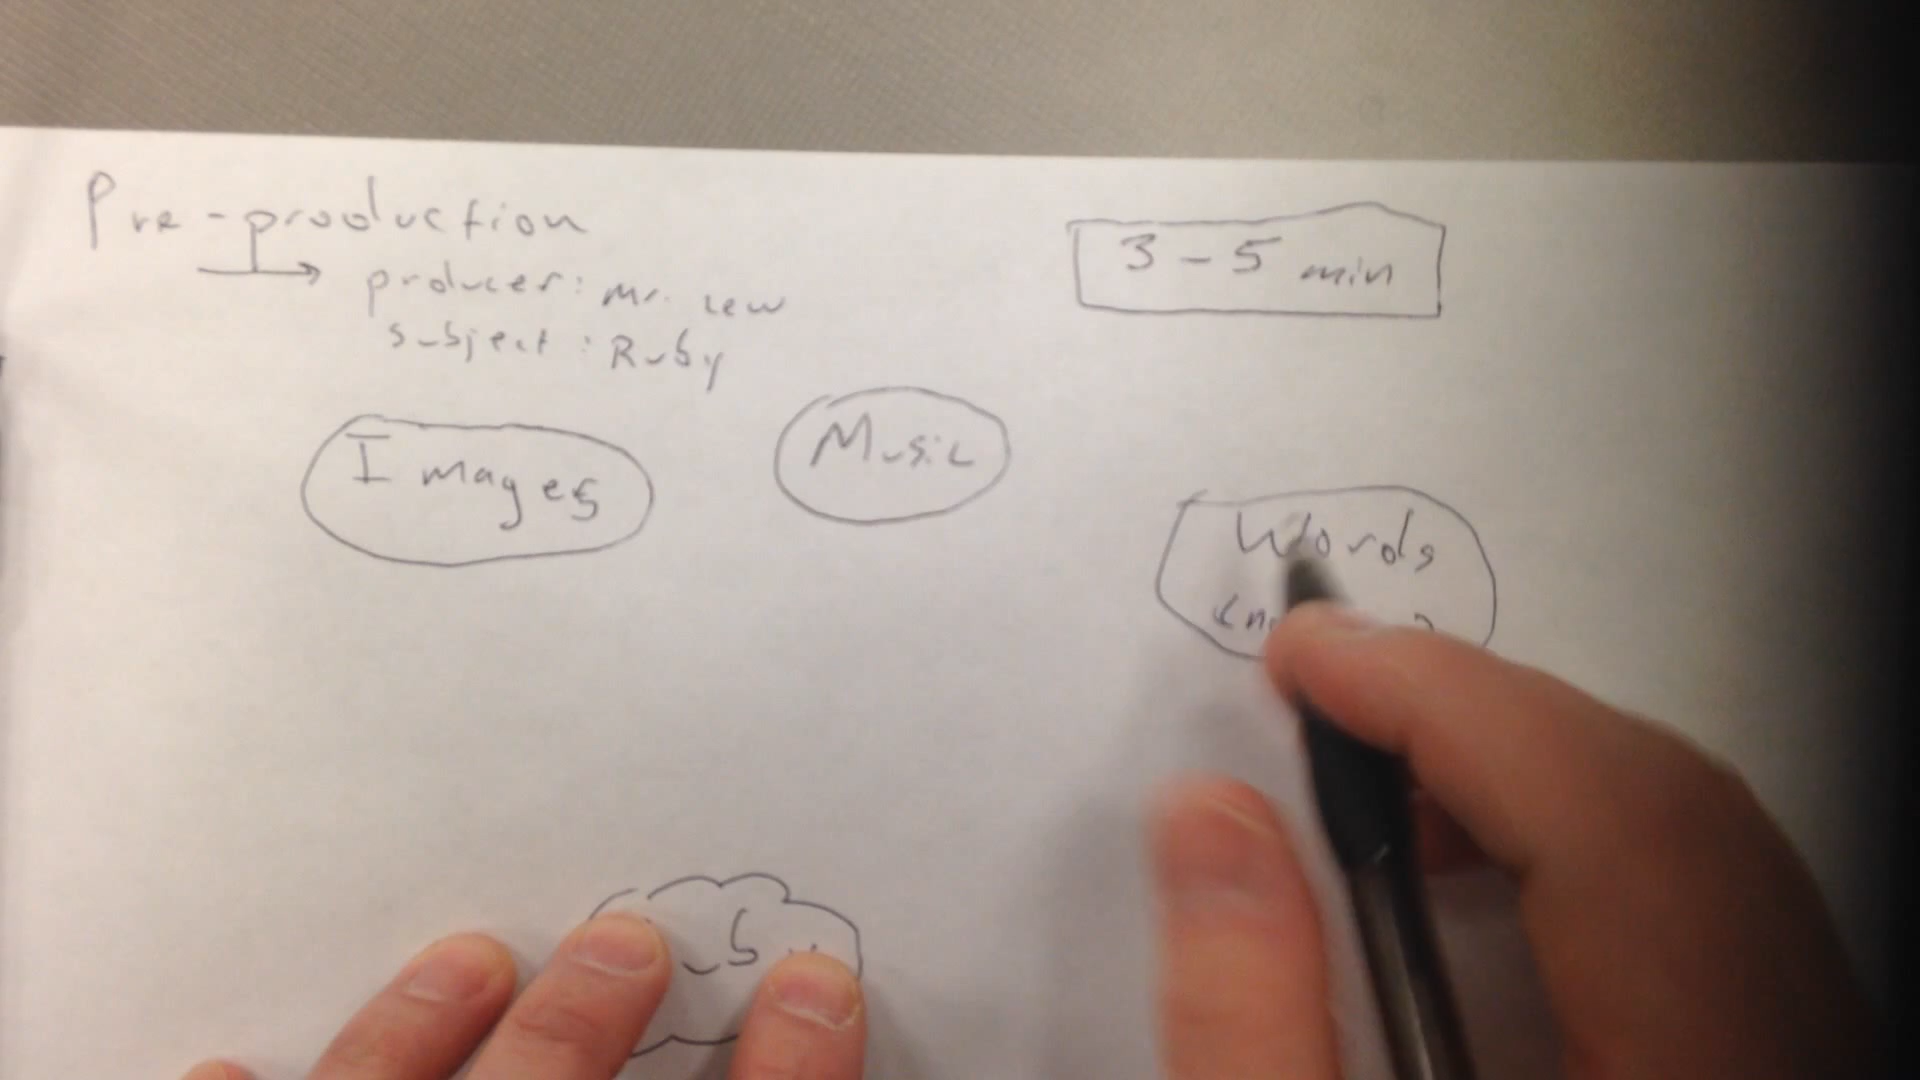 Pre-production
producer: Mr. Lew
subject: Ruby
3-5 min
Images
Music
Words